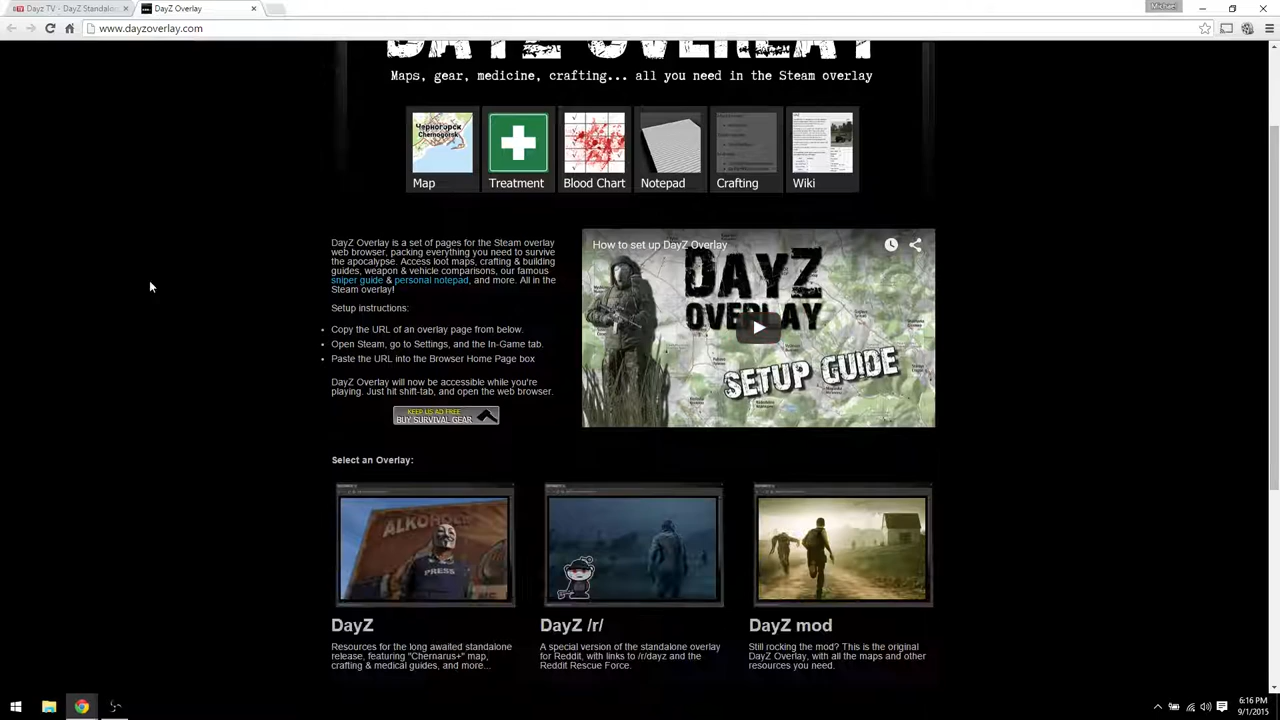 Dayz TV - DayZ Standalon
DayZ Overlay
Michael
www.dayzoverlay.com
DAYZ OVERLAY
Maps, gear, medicine, crafting... all you need in the Steam overlay
Черногорск
Chernogorsk
Map
Treatment
Blood Chart
Notepad
Crafting
Wiki
DayZ Overlay is a set of pages for the Steam overlay
web browser, packing everything you need to survive
the apocalypse. Access loot maps, crafting & building
guides, weapon & vehicle comparisons, our famous
sniper guide & personal notepad, and more. All in the
Steam overlay!
Setup instructions:
Copy the URL of an overlay page from below.
Open Steam, go to Settings, and the In-Game tab.
Paste the URL into the Browser Home Page box
DayZ Overlay will now be accessible while you're
playing. Just hit shift-tab, and open the web browser.
KEEP US AD FREE
BUY SURVIVAL GEAR
How to set up DayZ Overlay
DAYZ
OVERLAY
SETUP GUIDE
Select an Overlay:
PRESS
DayZ
Resources for the long awaited standalone
release, featuring "Chernarus+" map,
crafting & medical guides, and more...
DayZ /r/
A special version of the standalone overlay
for Reddit, with links to /r/dayz and the
Reddit Rescue Force.
DayZ mod
Still rocking the mod? This is the original
DayZ Overlay, with all the maps and other
resources you need.
6:16 PM
9/1/2015